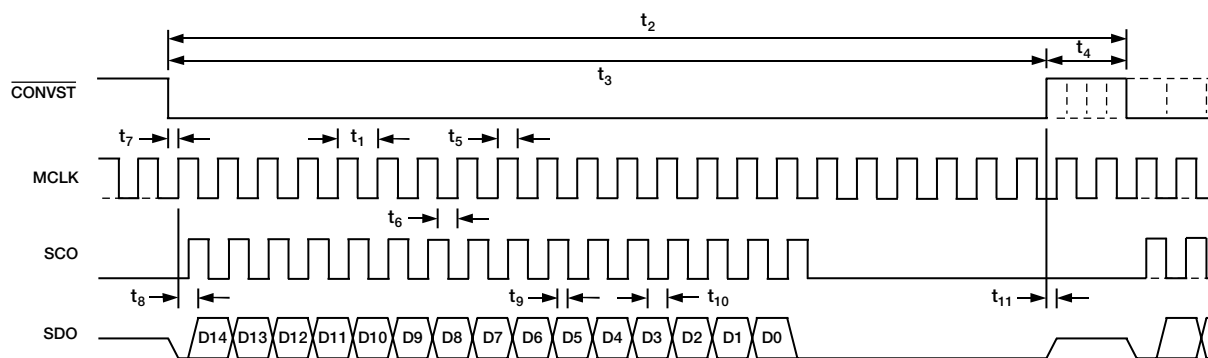 t2
t3
t4
CONVST
t7
t1
t5
MCLK
t6
SCO
t8
t9
t10
t11
SDO
D14 D13 D12 D11 D10 D9 D8 D7 D6 D5 D4 D3 D2 D1 D0